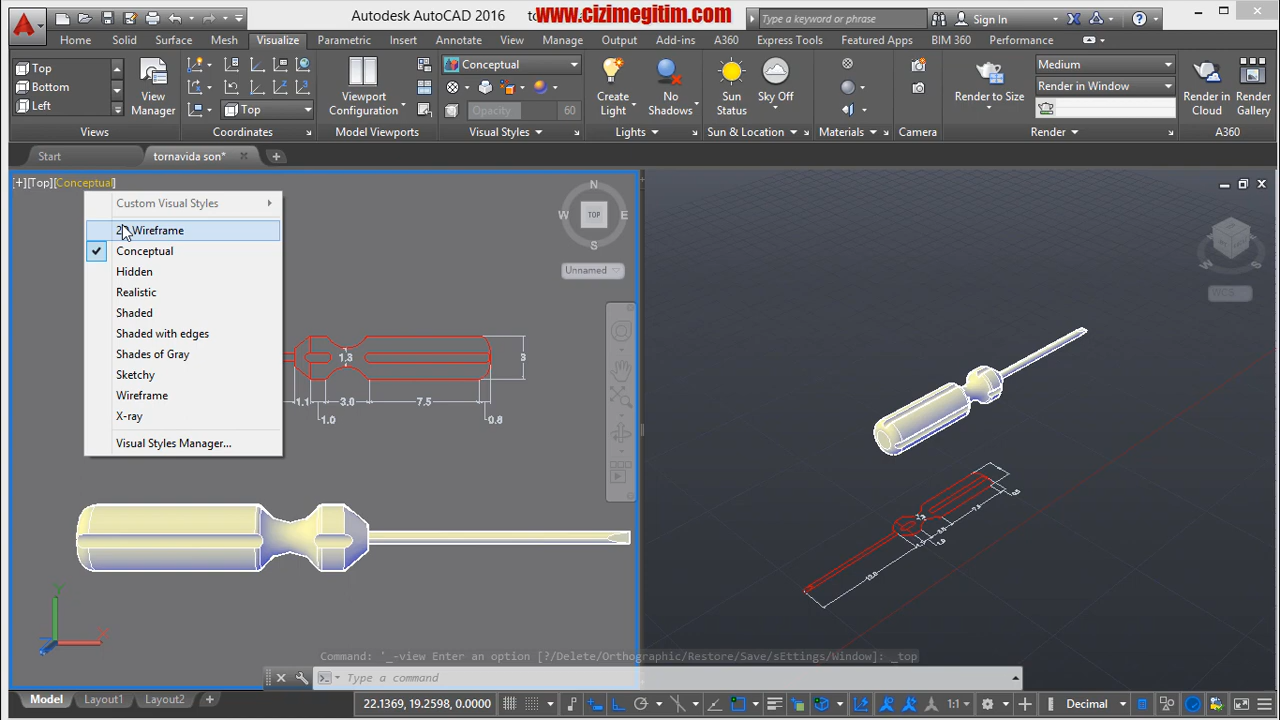 Autodesk AutoCAD 2016
to
www.cizimegitim.com
Type a keyword or phrase
Sign In
Home Solid Surface Mesh Visualize Parametric Insert Annotate View Manage Output Add-ins A360 Express Tools Featured Apps BIM 360 Performance
Top
Bottom
Left
View
Manager
Top
Viewport
Configuration
Conceptual
Opacity 60
Create
Light
No
Shadows
Sun
Status
Sky Off
Render to Size
Medium
Render in Window
Render in
Cloud
Render
Gallery
Views Coordinates Model Viewports Visual Styles Lights Sun & Location Materials Camera Render A360
Start
tornavida son*
[+][Top][Conceptual]
Custom Visual Styles
2D Wireframe
Conceptual
Hidden
Realistic
Shaded
Shaded with edges
Shades of Gray
Sketchy
Wireframe
X-ray
Visual Styles Manager...
N
W TOP E
S
Unnamed
WCS
1.3
3
1.1 3.0 7.5
1.0 0.8
12.0
Y
X
Command: '_-view Enter an option [?/Delete/Orthographic/Restore/Save/sEttings/Window]: _top
Type a command
Model Layout1 Layout2 +
22.1369, 19.2598, 0.0000
1:1
Decimal